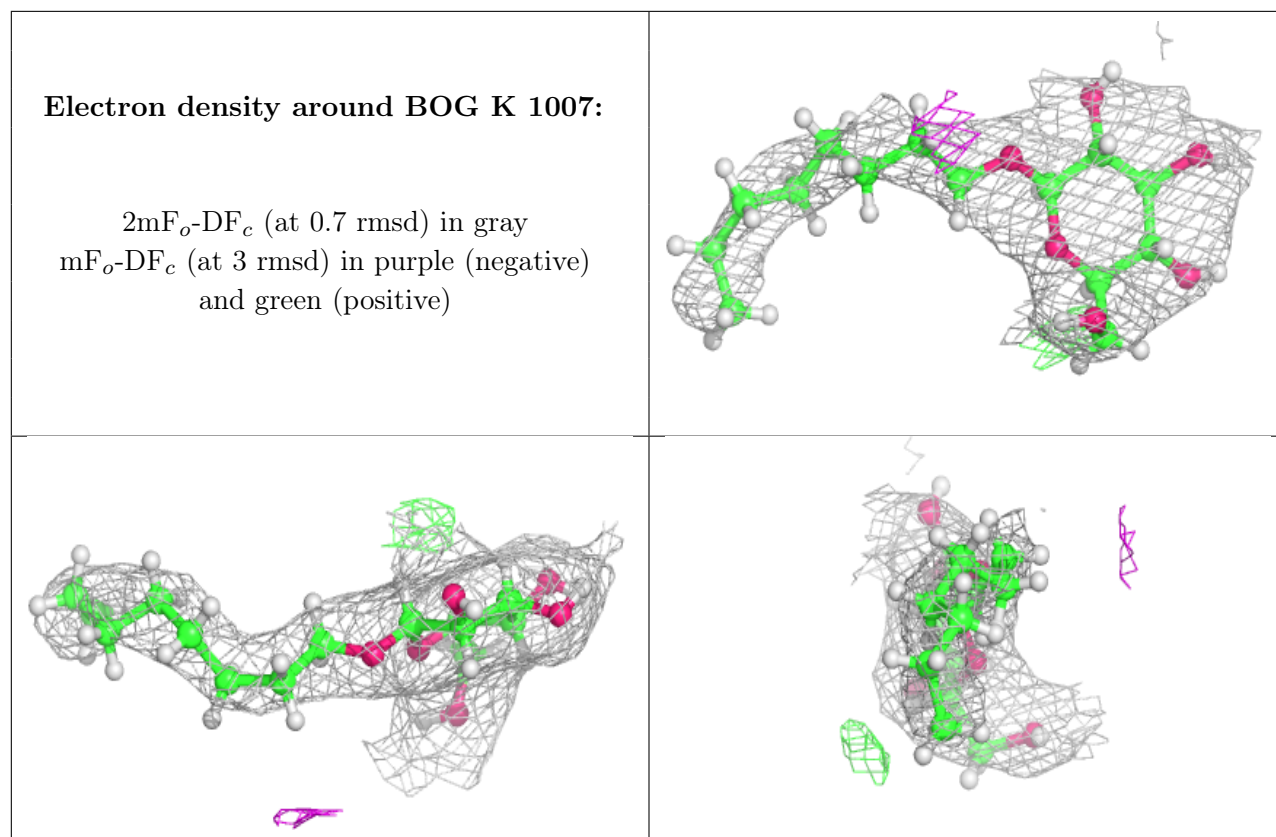 Electron density around BOG K 1007:
2mFₒ-DF𝒸 (at 0.7 rmsd) in gray
mFₒ-DF𝒸 (at 3 rmsd) in purple (negative)
and green (positive)